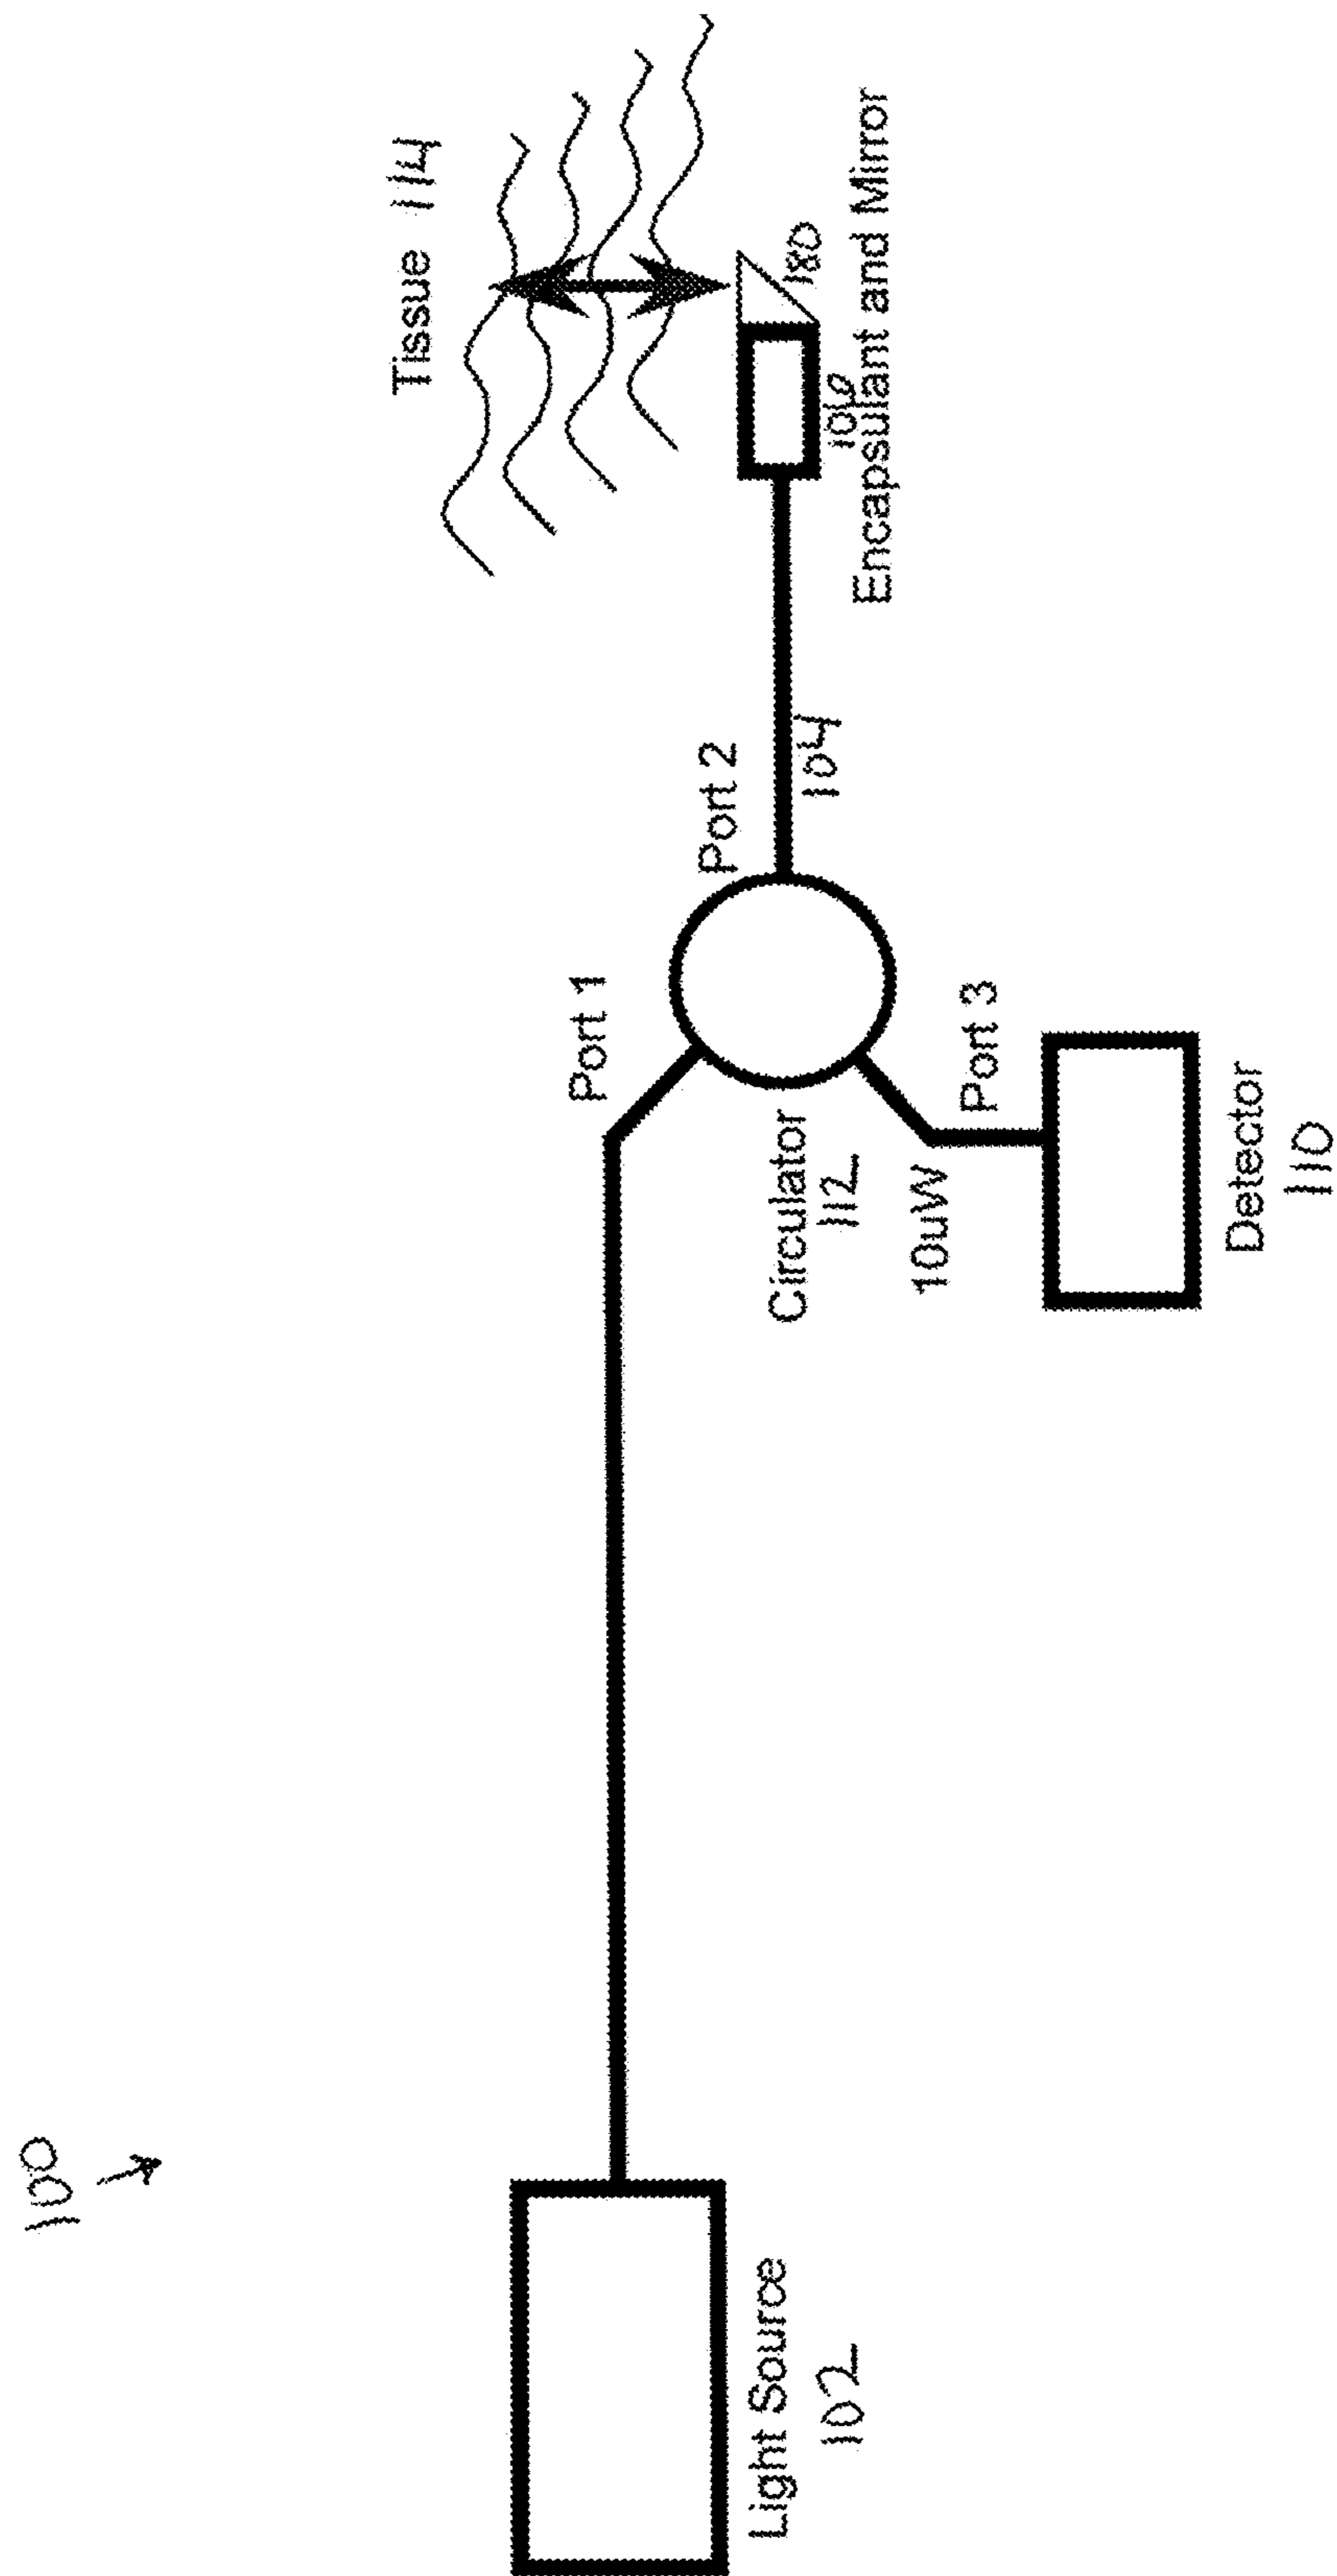 100
Tissue 114
Port 1
Port 2
104
180
106
Encapsulant and Mirror
Circulator
112
10uW
Port 3
Light Source
102
Detector
110